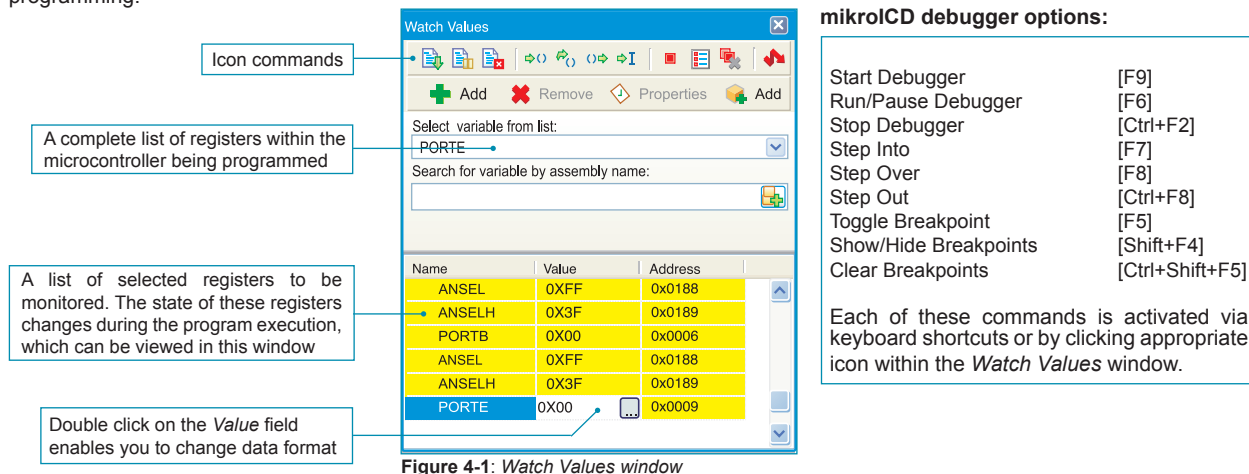 programming.
Icon commands
A complete list of registers within the
microcontroller being programmed
A list of selected registers to be
monitored. The state of these registers
changes during the program execution,
which can be viewed in this window
Double click on the Value field
enables you to change data format
Watch Values
Add Remove Properties Add
Select variable from list:
PORTE
Search for variable by assembly name:
Name Value Address
ANSEL 0XFF 0x0188
ANSELH 0X3F 0x0189
PORTB 0X00 0x0006
ANSEL 0XFF 0x0188
ANSELH 0X3F 0x0189
PORTE 0X00 ... 0x0009
Figure 4-1: Watch Values window
mikroICD debugger options:
Start Debugger [F9]
Run/Pause Debugger [F6]
Stop Debugger [Ctrl+F2]
Step Into [F7]
Step Over [F8]
Step Out [Ctrl+F8]
Toggle Breakpoint [F5]
Show/Hide Breakpoints [Shift+F4]
Clear Breakpoints [Ctrl+Shift+F5]
Each of these commands is activated via
keyboard shortcuts or by clicking appropriate
icon within the Watch Values window.